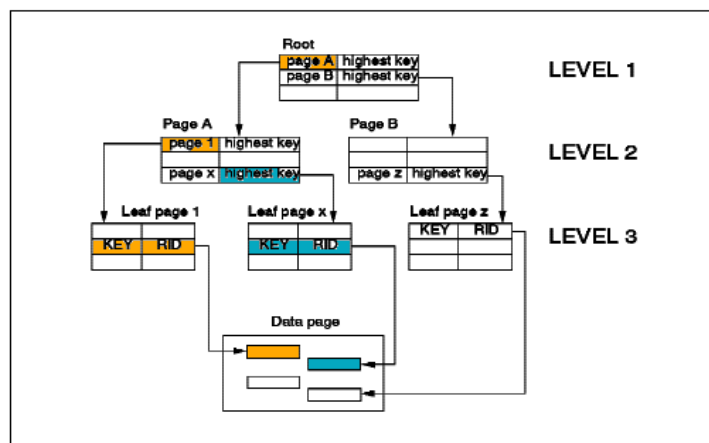 Root
page A highest key
page B highest key
LEVEL 1
Page A
page 1 highest key
page x highest key
Page B
page z highest key
LEVEL 2
Leaf page 1
KEY RID
Leaf page x
KEY RID
Leaf page z
KEY RID
LEVEL 3
Data page